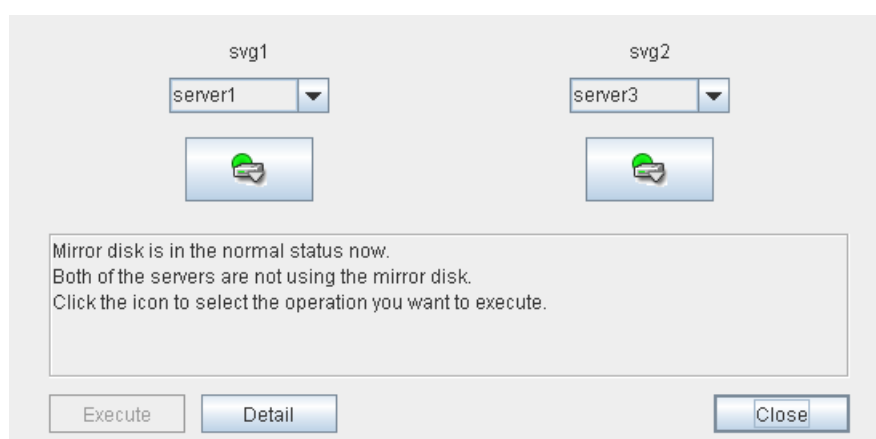 svg1 svg2
server1 server3
Mirror disk is in the normal status now.
Both of the servers are not using the mirror disk.
Click the icon to select the operation you want to execute.
Execute Detail Close